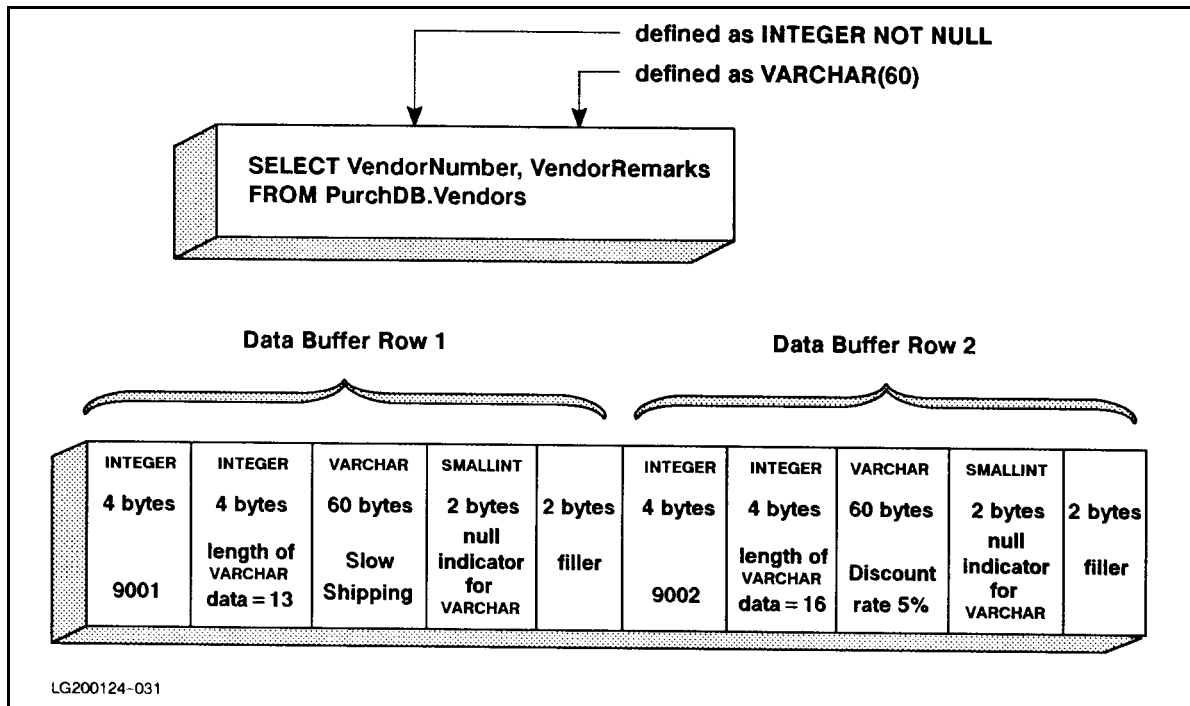 defined as INTEGER NOT NULL
defined as VARCHAR(60)
SELECT VendorNumber, VendorRemarks
FROM PurchDB.Vendors
Data Buffer Row 1
Data Buffer Row 2
INTEGER
4 bytes
9001
INTEGER
4 bytes
length of
VARCHAR
data = 13
VARCHAR
60 bytes
Slow
Shipping
SMALLINT
2 bytes
null
indicator
for
VARCHAR
2 bytes
filler
INTEGER
4 bytes
9002
INTEGER
4 bytes
length of
VARCHAR
data = 16
VARCHAR
60 bytes
Discount
rate 5%
SMALLINT
2 bytes
null
indicator
for
VARCHAR
2 bytes
filler
LG200124-031